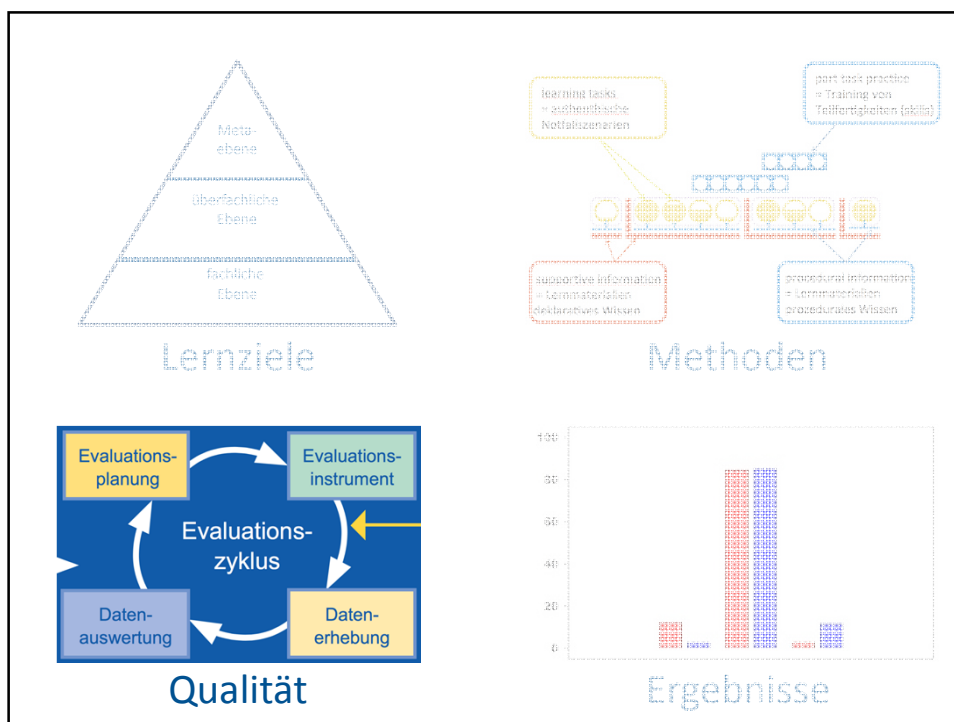 Meta-
ebene
überfachliche
Ebene
fachliche
Ebene
Lernziele
learning tasks
= authentische
Notfallszenarien
part task practice
= Training von
Teilfertigkeiten (skills)
supportive information
= Lernmaterialien
deklaratives Wissen
procedural information
= Lernmaterialien
prozedurales Wissen
Methoden
Evaluations-
planung
Evaluations-
instrument
Evaluations-
zyklus
Daten-
auswertung
Daten-
erhebung
Qualität
100
80
60
40
20
0
Ergebnisse